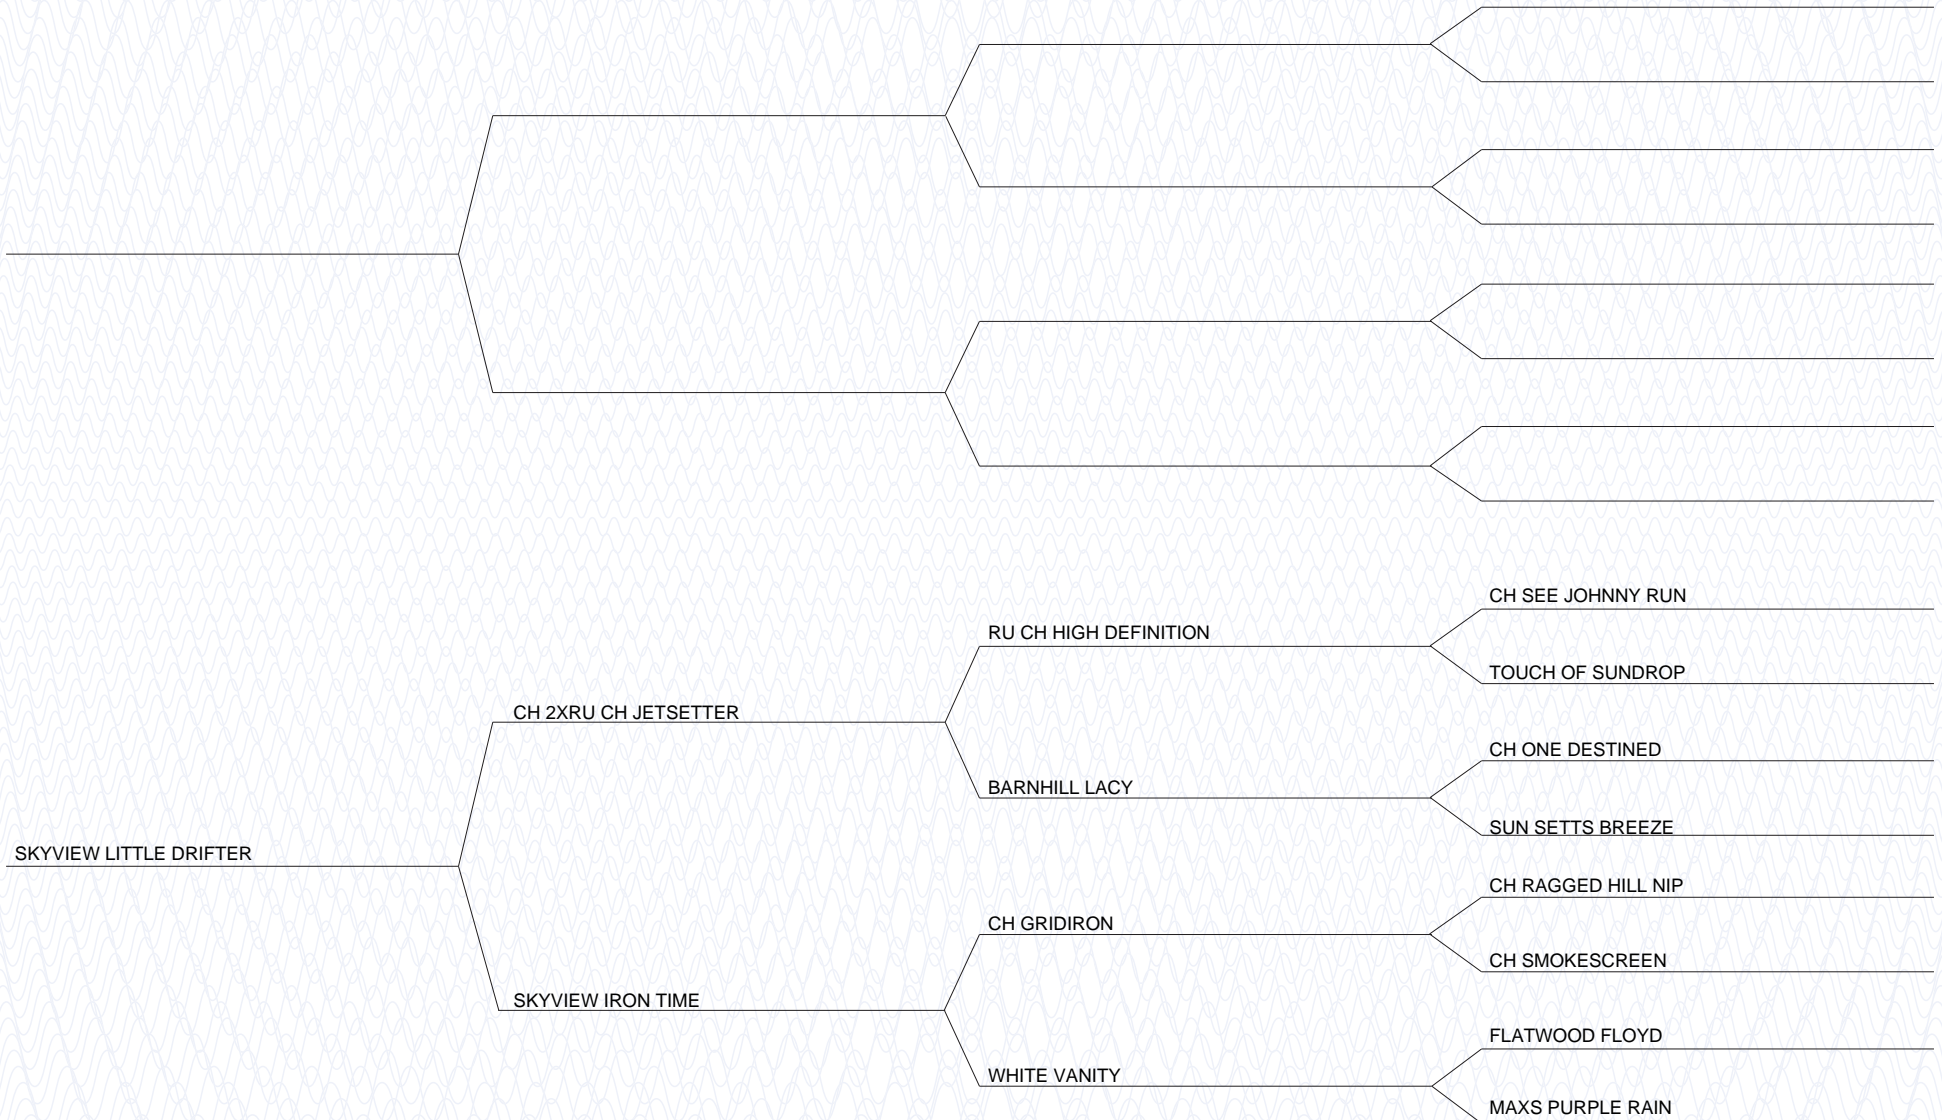 CH SEE JOHNNY RUN
RU CH HIGH DEFINITION
TOUCH OF SUNDROP
CH 2XRU CH JETSETTER
CH ONE DESTINED
BARNHILL LACY
SUN SETTS BREEZE
SKYVIEW LITTLE DRIFTER
CH RAGGED HILL NIP
CH GRIDIRON
CH SMOKESCREEN
SKYVIEW IRON TIME
FLATWOOD FLOYD
WHITE VANITY
MAXS PURPLE RAIN